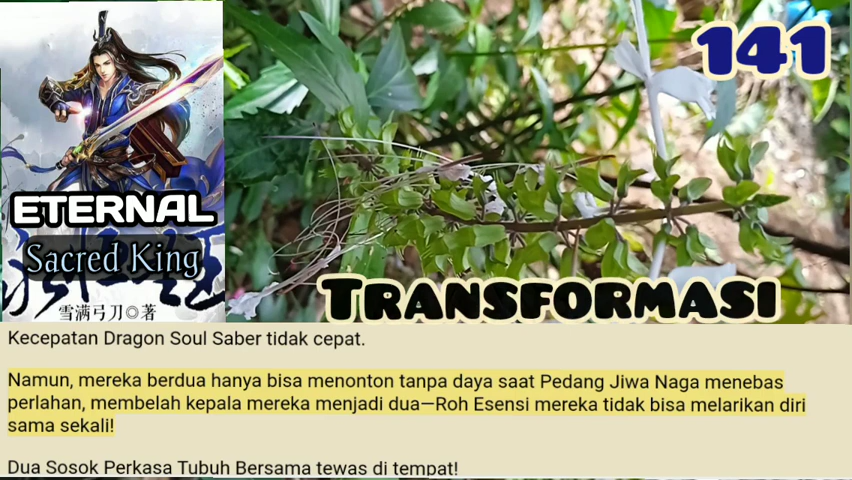 141
ETERNAL
Sacred King
雪满弓刀◎著
TRANSFORMASI
Kecepatan Dragon Soul Saber tidak cepat.
Namun, mereka berdua hanya bisa menonton tanpa daya saat Pedang Jiwa Naga menebas
perlahan, membelah kepala mereka menjadi dua—Roh Esensi mereka tidak bisa melarikan diri
sama sekali!
Dua Sosok Perkasa Tubuh Bersama tewas di tempat!